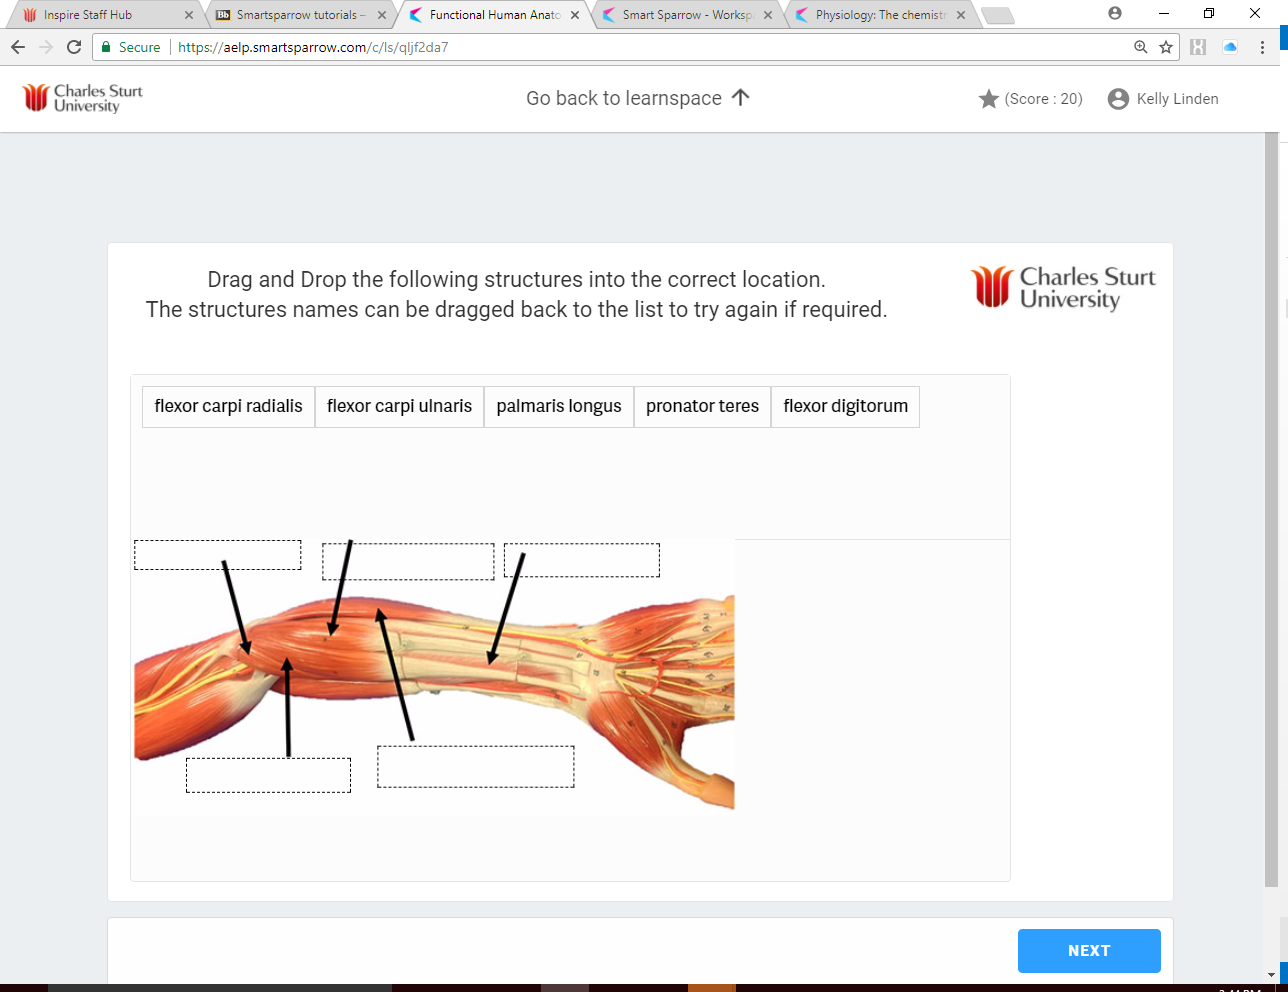 Inspire Staff Hub
Smartsparrow tutorials –
Functional Human Anato
Smart Sparrow - Worksp
Physiology: The chemistr
Secure
https://aelp.smartsparrow.com/c/ls/qljf2da7
Charles Sturt
University
Go back to learnspace
(Score : 20)
Kelly Linden
Drag and Drop the following structures into the correct location.
The structures names can be dragged back to the list to try again if required.
Charles Sturt
University
flexor carpi radialis
flexor carpi ulnaris
palmaris longus
pronator teres
flexor digitorum
NEXT